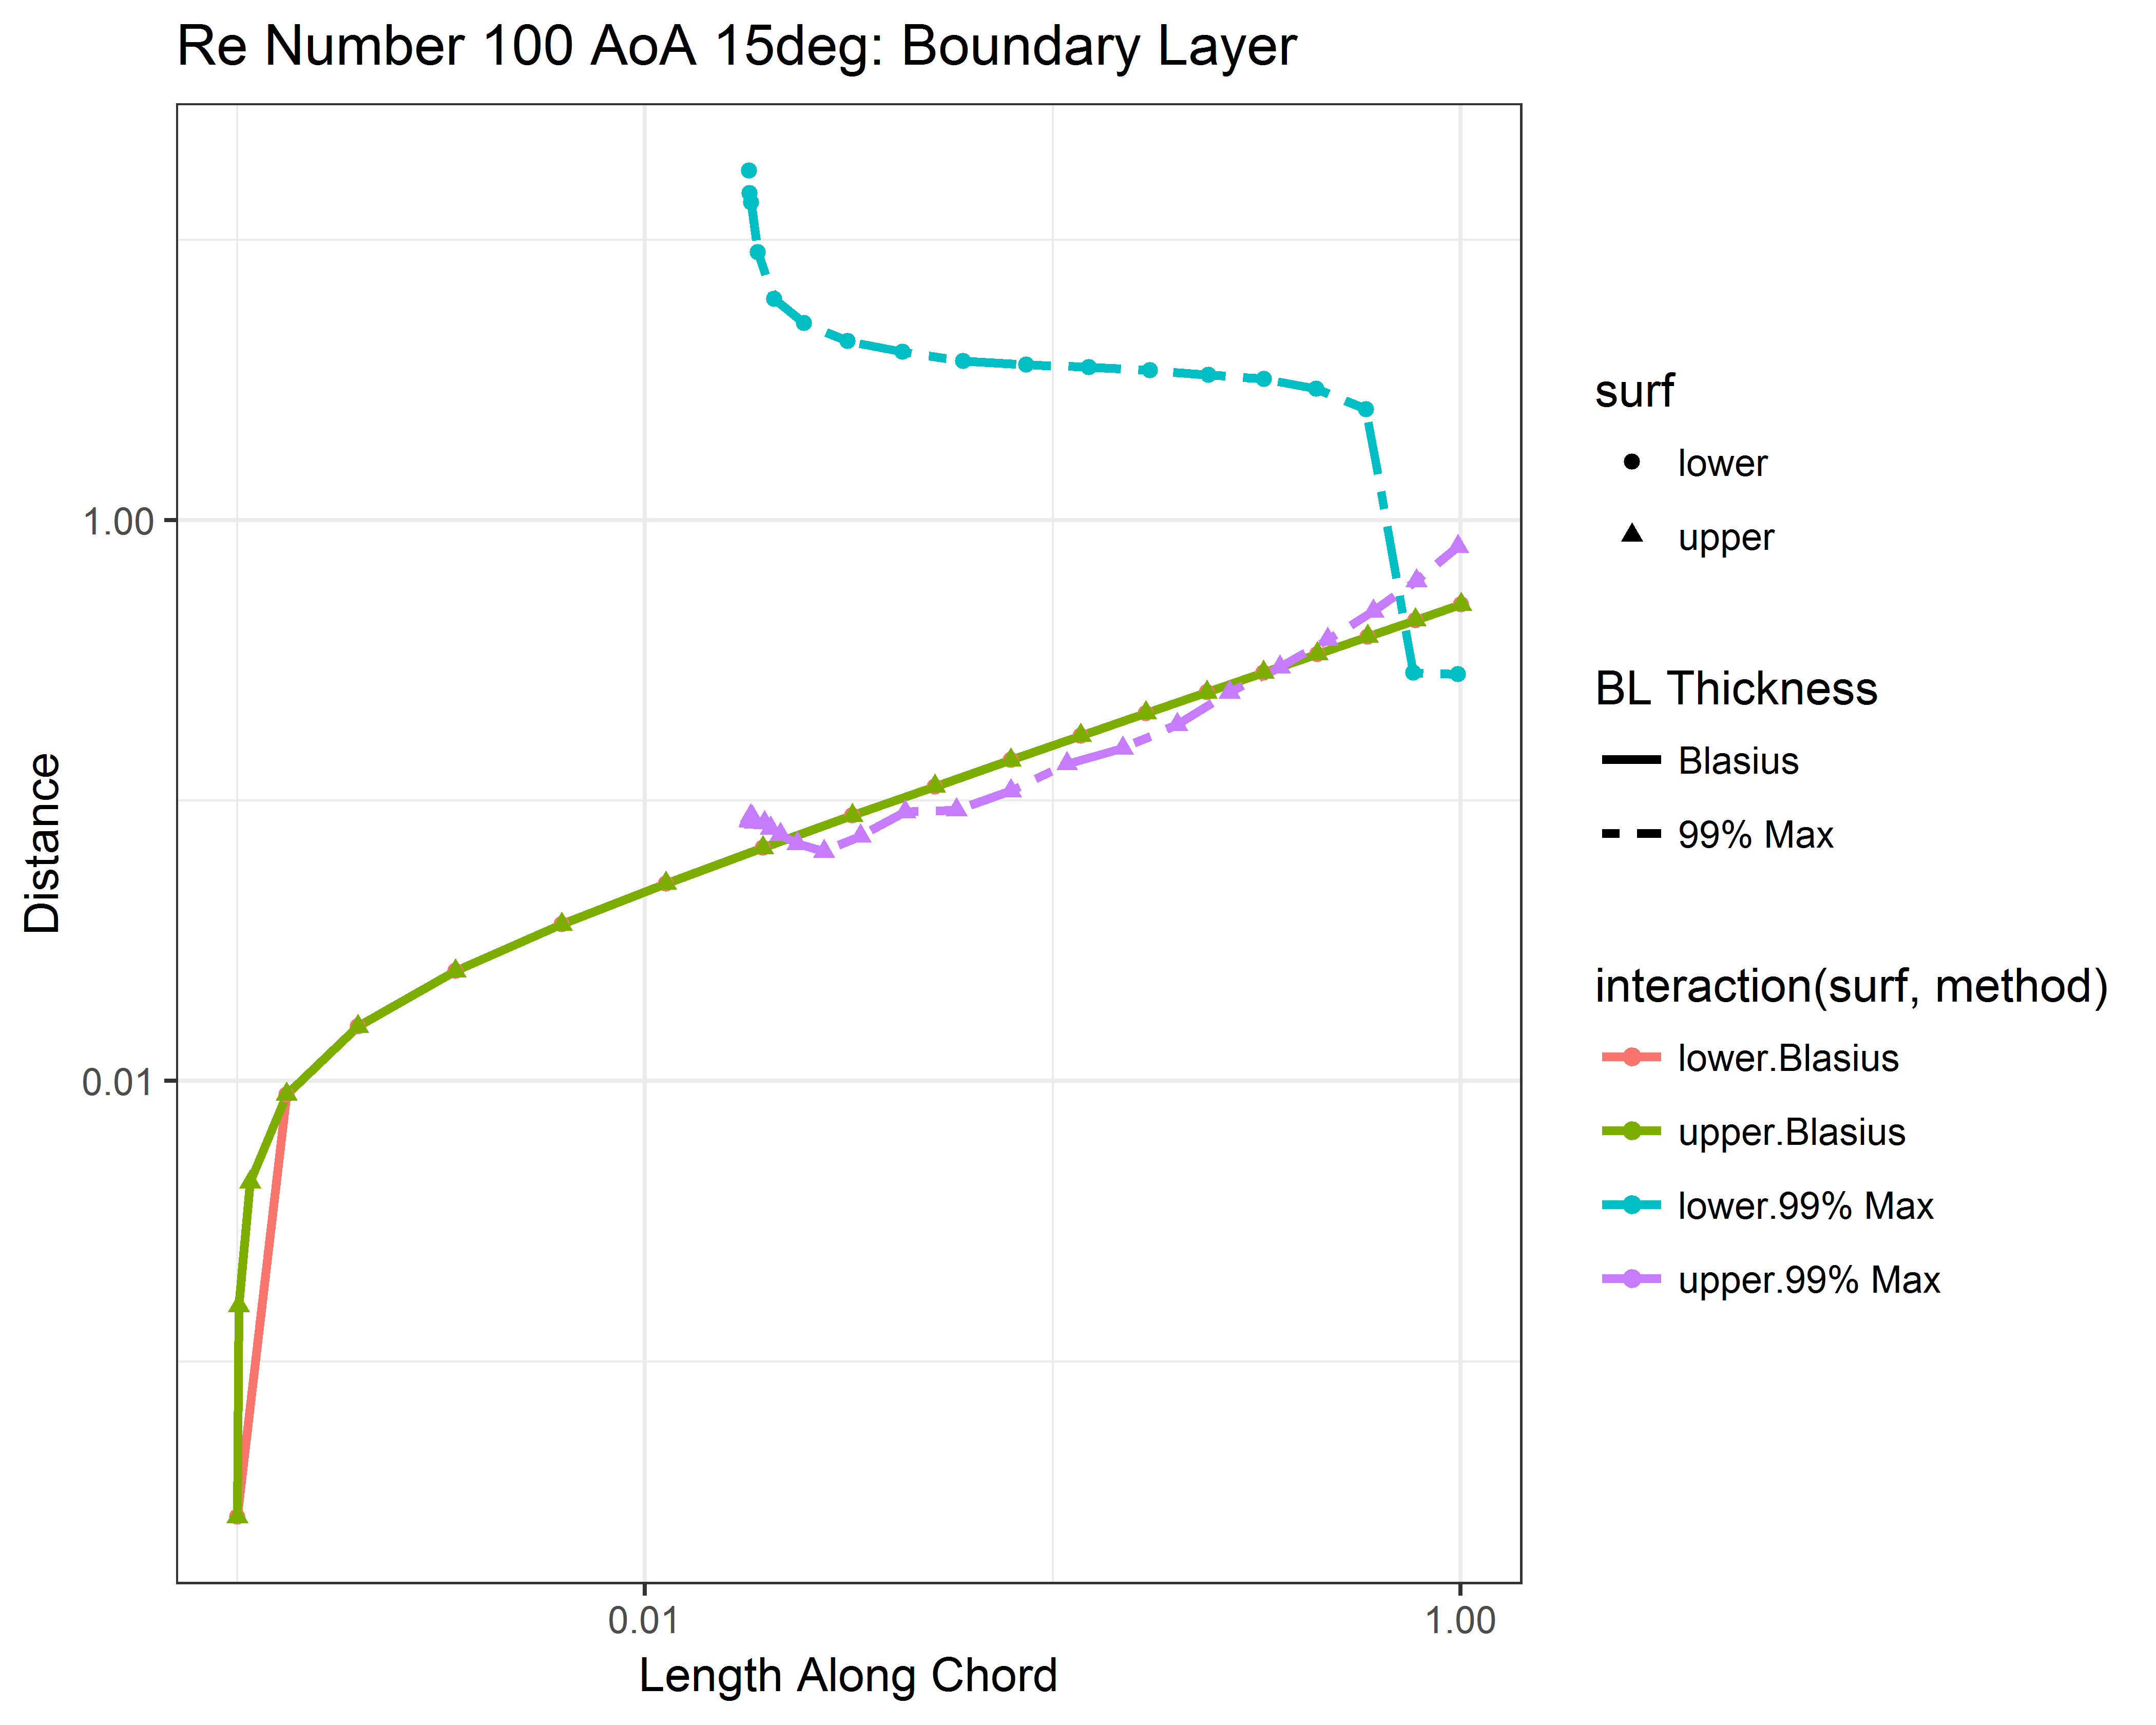 Re Number 100 AoA 15deg: Boundary Layer
Distance
1.00
0.01
0.01
1.00
Length Along Chord
surf
lower
upper
BL Thickness
Blasius
99% Max
interaction(surf, method)
lower.Blasius
upper.Blasius
lower.99% Max
upper.99% Max